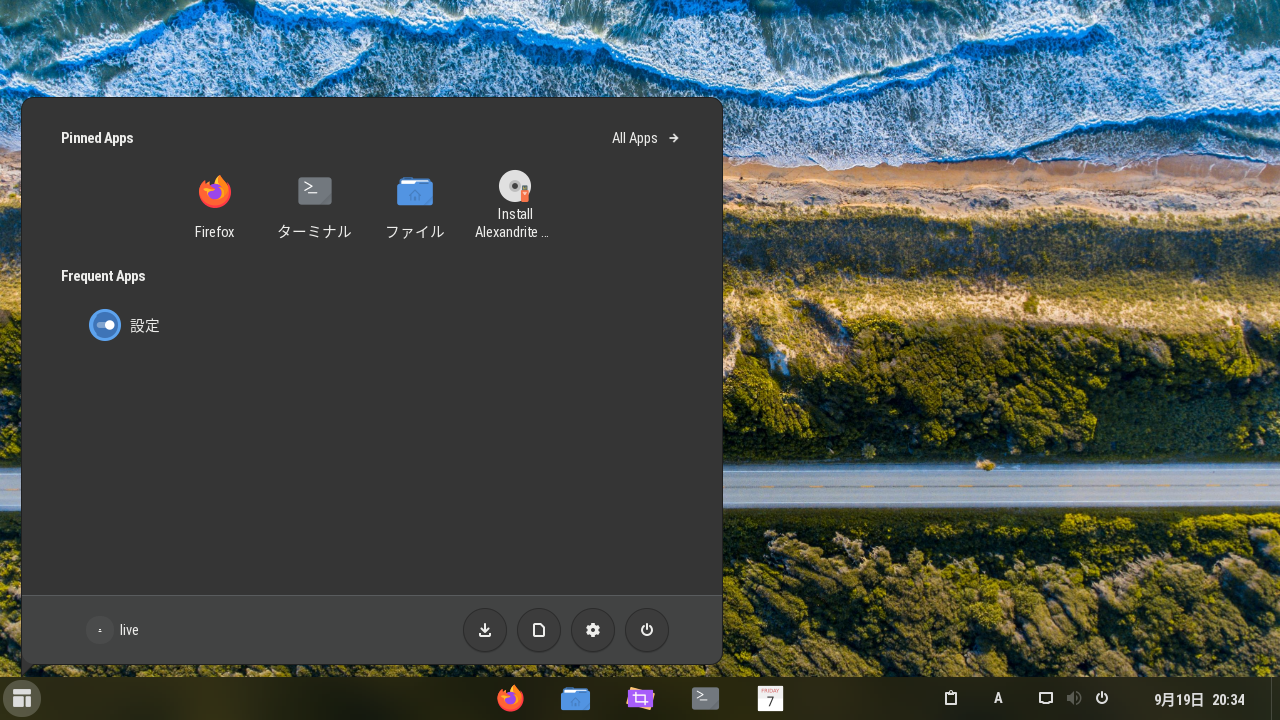 Pinned Apps
All Apps
Firefox
ターミナル
ファイル
Install
Alexandrite ...
Frequent Apps
設定
live
FRIDAY
7
A
9月19日 20:34